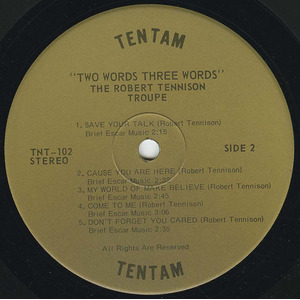 TENTAM
"TWO WORDS THREE WORDS"
THE ROBERT TENNISON
TROUPE
TNT-102
STEREO
SIDE 2
1. SAVE YOUR TALK (Robert Tennison)
Brief Escar Music 2:15
2. CAUSE YOU ARE HERE (Robert Tennison)
Brief Escar Music 2:37
3. MY WORLD OF MAKE BELIEVE (Robert Tennison)
Brief Escar Music 2:45
4. COME TO ME (Robert Tennison)
Brief Escar Music 3:06
5. DON'T FORGET YOU CARED (Robert Tennison)
Brief Escar Music 2:35
All Rights Are Reserved
TENTAM